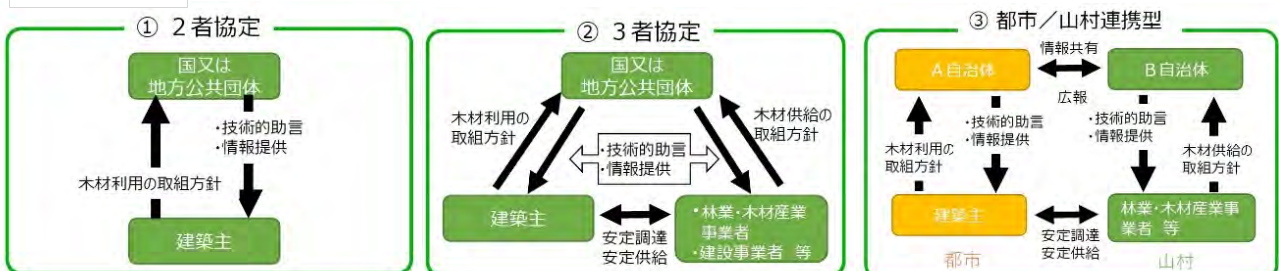 ① ２者協定
国又は
地方公共団体
・技術的助言
・情報提供
木材利用の取組方針
建築主
② ３者協定
国又は
地方公共団体
木材利用の
取組方針
木材供給の
取組方針
・技術的助言
・情報提供
建築主
安定調達
安定供給
・林業・木材産業
事業者
・建設事業者 等
③ 都市／山村連携型
A自治体
情報共有
広報
B自治体
・技術的助言
・情報提供
・技術的助言
・情報提供
木材利用の
取組方針
木材供給の
取組方針
建築主
安定調達
安定供給
林業・木材産業事
業者 等
都市
山村